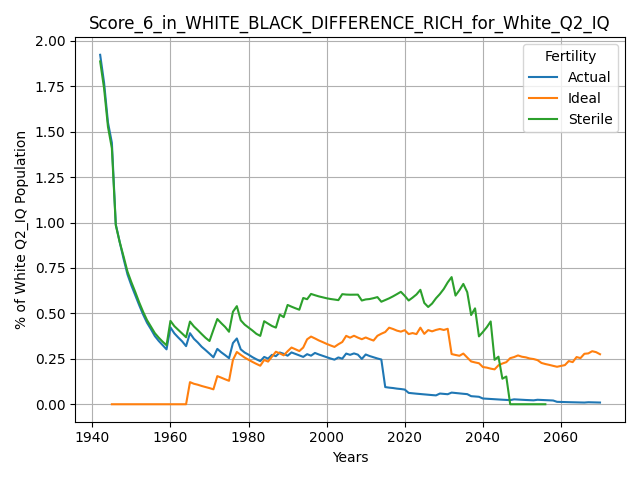 Score_6_in_WHITE_BLACK_DIFFERENCE_RICH_for_White_Q2_IQ
% of White Q2_IQ Population
2.00
1.75
1.50
1.25
1.00
0.75
0.50
0.25
0.00
Fertility
Actual
Ideal
Sterile
1940 1960 1980 2000 2020 2040 2060
Years